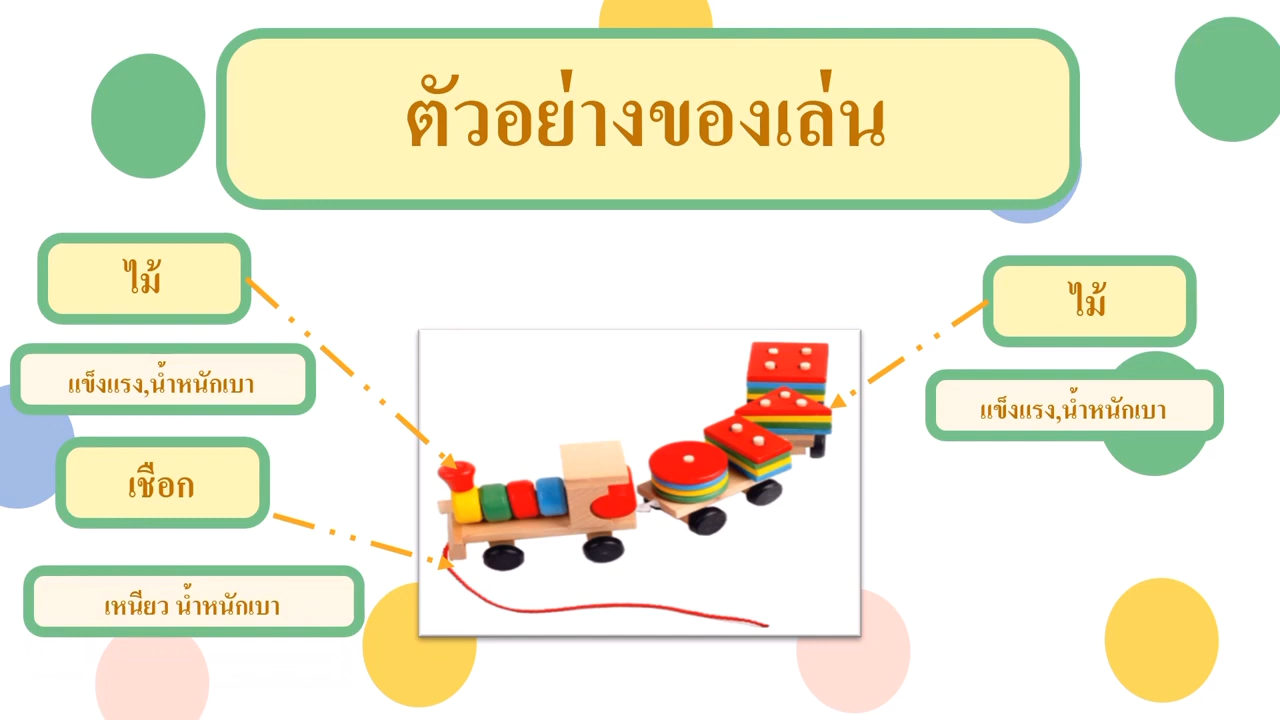 ตัวอย่างของเล่น
ไม้
แข็งแรง,น้ำหนักเบา
เชือก
เหนียว น้ำหนักเบา
ไม้
แข็งแรง,น้ำหนักเบา